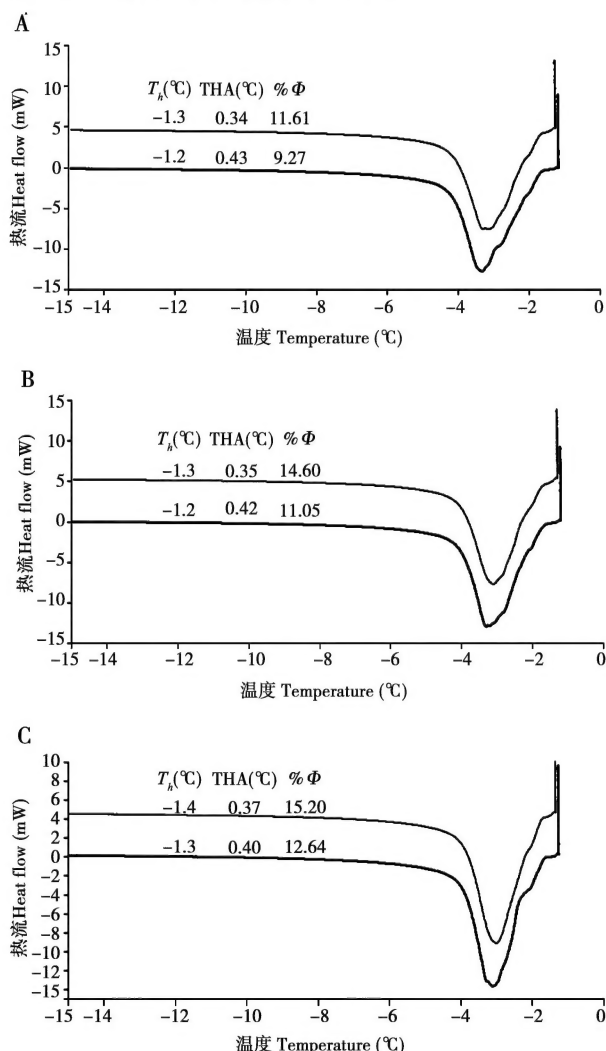 A
热流Heat flow (mW)
15
10
5
0
-5
-10
-15
T_h(℃) THA(℃) %Φ
-1.3 0.34 11.61
-1.2 0.43 9.27
-15 -14 -12 -10 -8 -6 -4 -2 0
温度 Temperature (℃)
B
热流Heat flow (mW)
15
10
5
0
-5
-10
-15
T_h(℃) THA(℃) %Φ
-1.3 0.35 14.60
-1.2 0.42 11.05
-15 -14 -12 -10 -8 -6 -4 -2 0
温度 Temperature (℃)
C
热流Heat flow (mW)
10
8
6
4
2
0
-2
-4
-6
-8
-10
-12
-14
-15
T_h(℃) THA(℃) %Φ
-1.4 0.37 15.20
-1.3 0.40 12.64
-15 -14 -12 -10 -8 -6 -4 -2 0
温度 Temperature (℃)